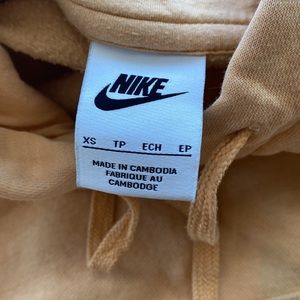 NIKE
XS TP ECH EP
MADE IN CAMBODIA
FABRIQUE AU
CAMBODGE